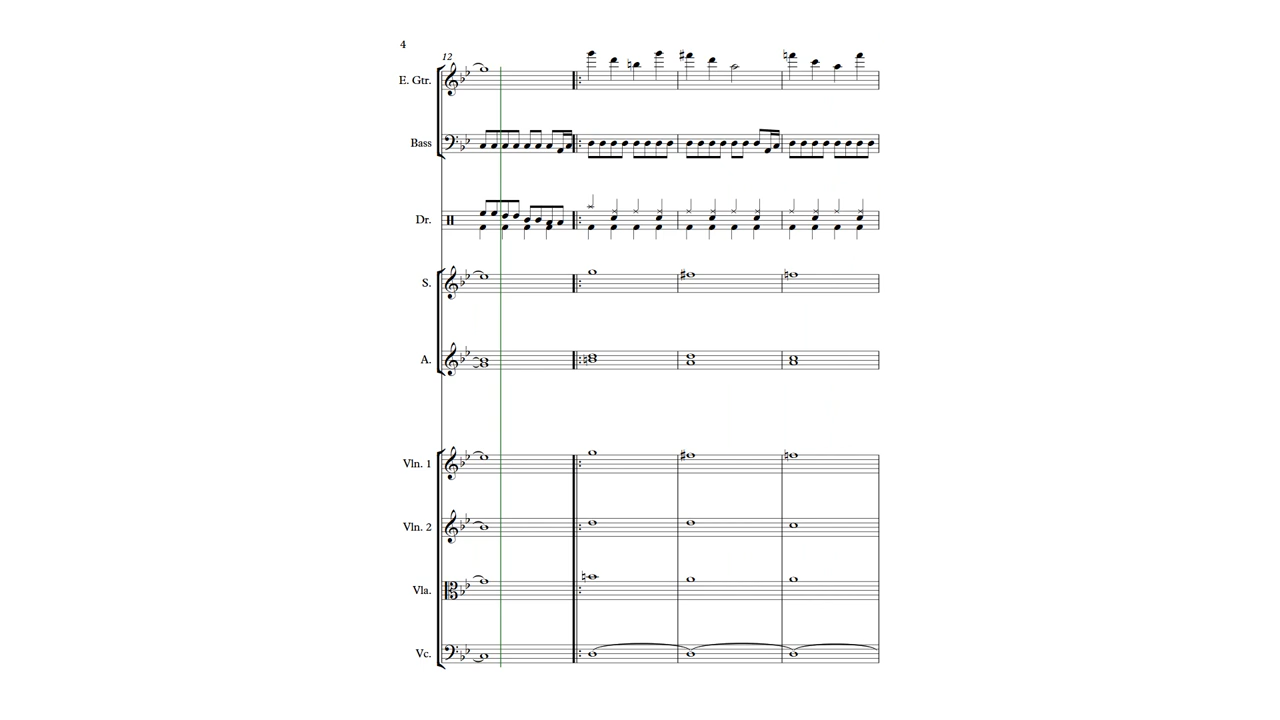 4
12
E. Gtr.
Bass
Dr.
S.
A.
Vln. 1
Vln. 2
Vla.
Vc.